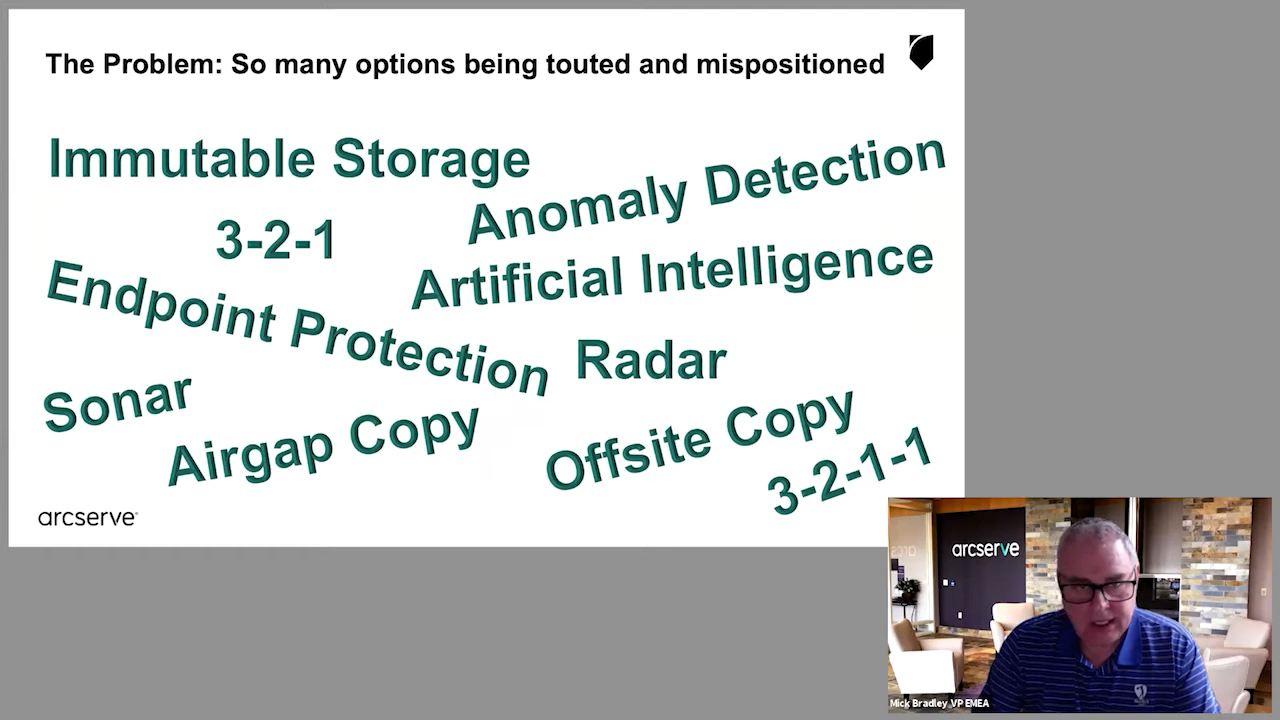 The Problem: So many options being touted and mispositioned
Immutable Storage
Anomaly Detection
3-2-1
Artificial Intelligence
Endpoint Protection
Radar
Sonar
Airgap Copy
Offsite Copy
3-2-1-1
arcserve
arcserve
Mick Bradley VP EMEA